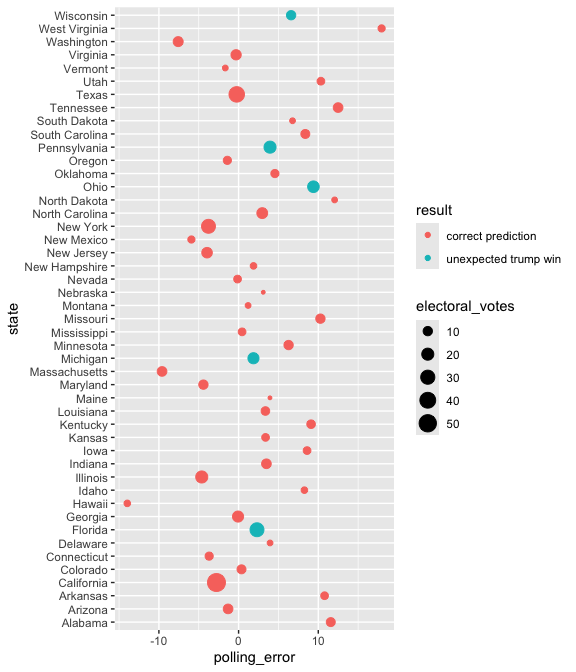 Wisconsin
West Virginia
Washington
Virginia
Vermont
Utah
Texas
Tennessee
South Dakota
South Carolina
Pennsylvania
Oregon
Oklahoma
Ohio
North Dakota
North Carolina
New York
New Mexico
New Jersey
New Hampshire
Nevada
Nebraska
Montana
Missouri
Mississippi
Minnesota
Michigan
Massachusetts
Maryland
Maine
Louisiana
Kentucky
Kansas
Iowa
Indiana
Illinois
Idaho
Hawaii
Georgia
Florida
Delaware
Connecticut
Colorado
California
Arkansas
Arizona
Alabama
state
-10 0 10
polling_error
result
correct prediction
unexpected trump win
electoral_votes
10
20
30
40
50